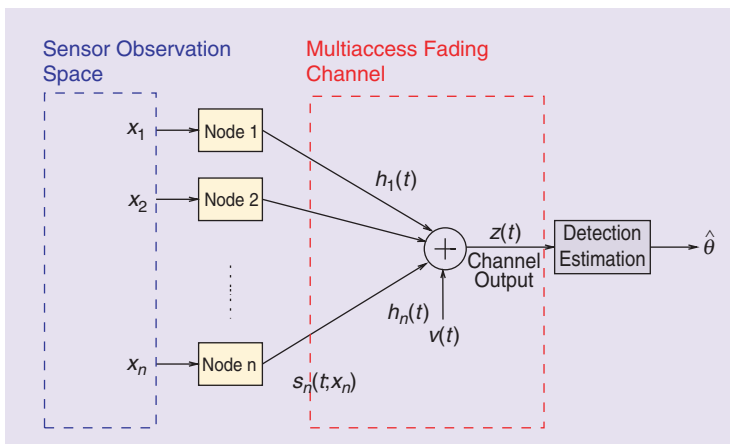 Sensor Observation
Space
Multiaccess Fading
Channel
x1
Node 1
h1(t)
x2
Node 2
z(t)
Channel
Output
Detection
Estimation
θ̂
hn(t)
v(t)
xn
Node n
sn(t;xn)